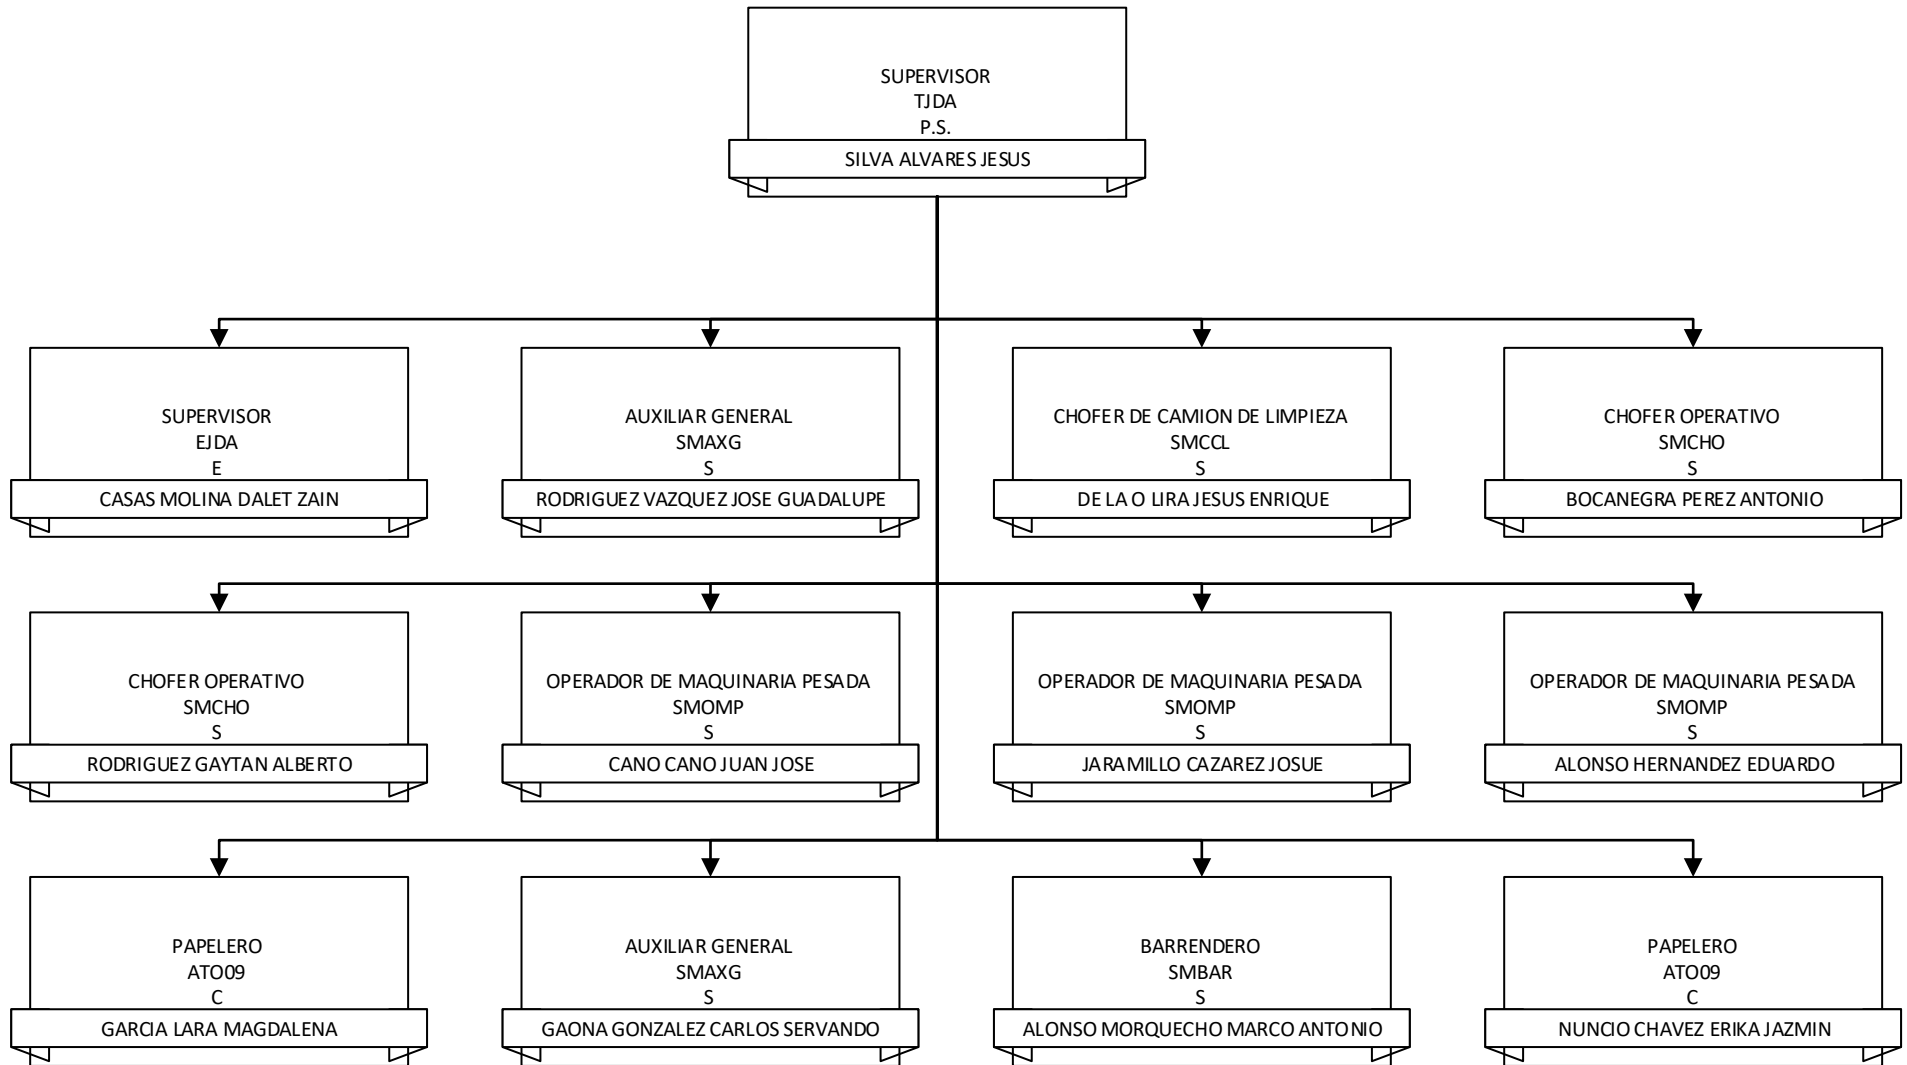 SUPERVISOR
TJDA
P.S.
SILVA ALVARES JESUS
SUPERVISOR
EJDA
E
CASAS MOLINA DALET ZAIN
AUXILIAR GENERAL
SMAXG
S
RODRIGUEZ VAZQUEZ JOSE GUADALUPE
CHOFER DE CAMION DE LIMPIEZA
SMCCL
S
DE LA O LIRA JESUS ENRIQUE
CHOFER OPERATIVO
SMCHO
S
BOCANEGRA PEREZ ANTONIO
CHOFER OPERATIVO
SMCHO
S
RODRIGUEZ GAYTAN ALBERTO
OPERADOR DE MAQUINARIA PESADA
SMOMP
S
CANO CANO JUAN JOSE
OPERADOR DE MAQUINARIA PESADA
SMOMP
S
JARAMILLO CAZAREZ JOSUE
OPERADOR DE MAQUINARIA PESADA
SMOMP
S
ALONSO HERNANDEZ EDUARDO
PAPELERO
ATO09
C
GARCIA LARA MAGDALENA
AUXILIAR GENERAL
SMAXG
S
GAONA GONZALEZ CARLOS SERVANDO
BARRENDERO
SMBAR
S
ALONSO MORQUECHO MARCO ANTONIO
PAPELERO
ATO09
C
NUNCIO CHAVEZ ERIKA JAZMIN